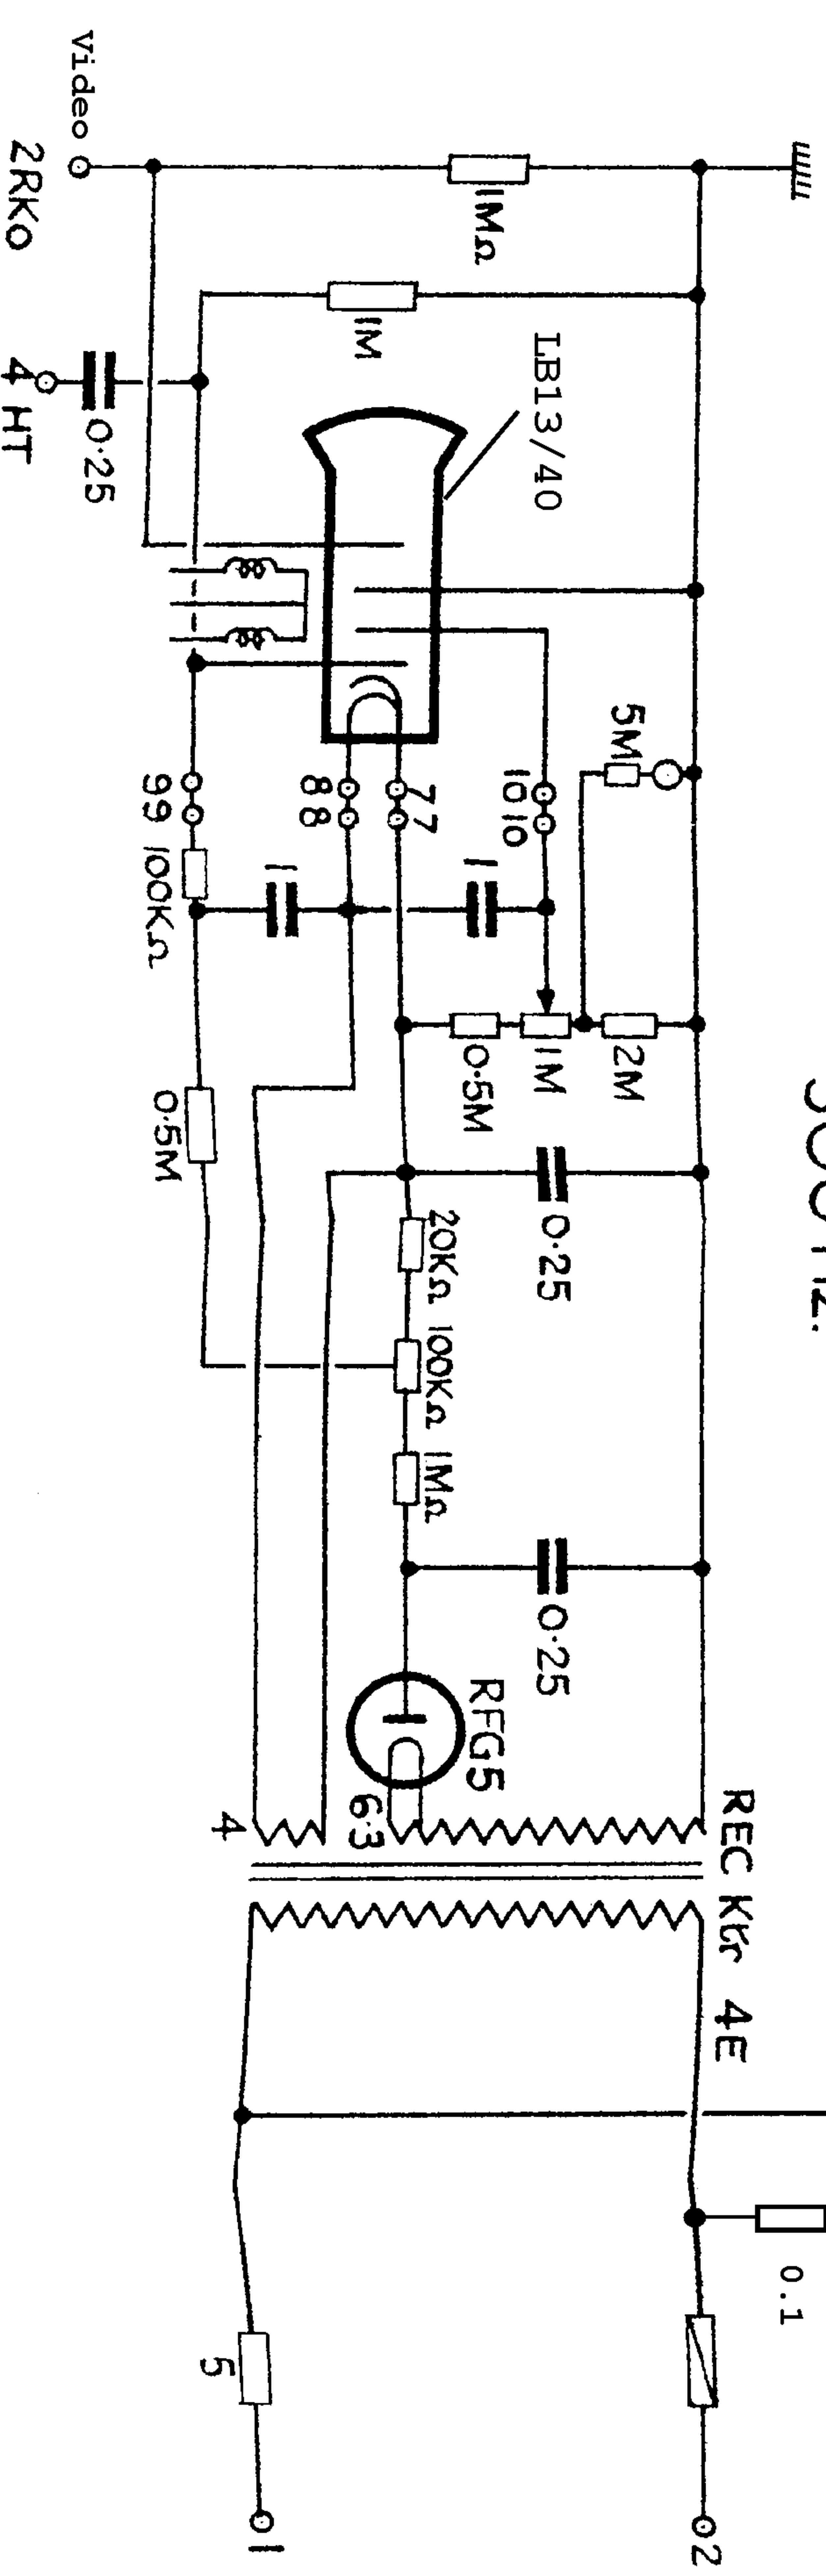 Video
2RKo
4 HT
0·25
1MΩ
1M
LB13/40
5M
99
88
77
1010
100KΩ
1
1
0·5M
0·5M
1M
2M
0·25
20KΩ 100KΩ 1MΩ
0·25
RFG5
6·3
4
REC Ktr 4E
0.1
5
1
2